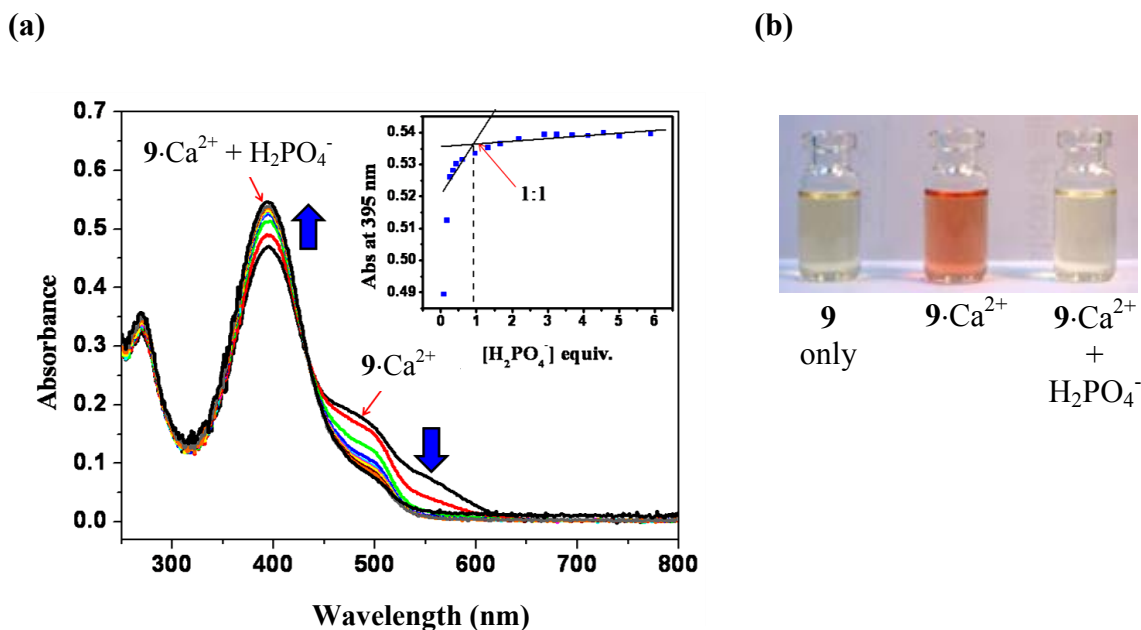 (a)
(b)
0.7
0.6
0.5
0.4
0.3
0.2
0.1
0.0
Absorbance
300
400
500
600
700
800
Wavelength (nm)
9·Ca²⁺ + H₂PO₄⁻
9·Ca²⁺
0.54
0.53
0.52
0.51
0.50
0.49
Abs at 395 nm
1:1
0 1 2 3 4 5 6
[H₂PO₄⁻] equiv.
9
only
9·Ca²⁺
9·Ca²⁺
+
H₂PO₄⁻